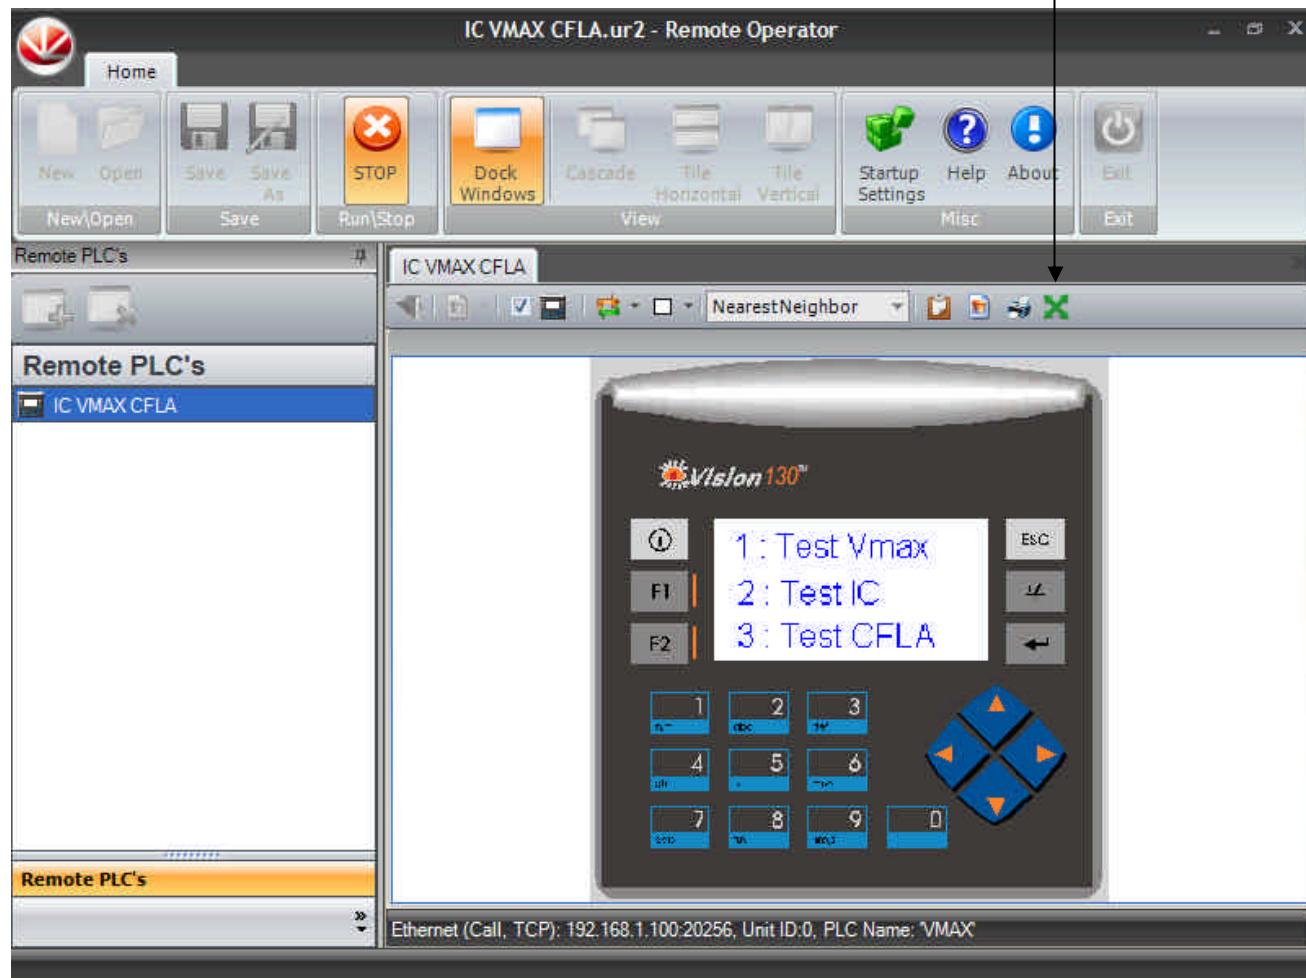 IC VMAX CFLA.ur2 - Remote Operator
Home
New Open Save Save As STOP Dock Windows Cascade Tile Horizontal Tile Vertical Startup Settings Help About Exit
New\Open Save Run\Stop View Misc Exit
Remote PLC's
IC VMAX CFLA
NearestNeighbor
Remote PLC's
IC VMAX CFLA
Vision 130™
ESC
F1
F2
1 : Test Vmax
2 : Test IC
3 : Test CFLA
1 2 3
abc def
4 5 6
7 8 9 0
Remote PLC's
Ethernet (Call, TCP): 192.168.1.100:20256, Unit ID:0, PLC Name: 'VMAX'